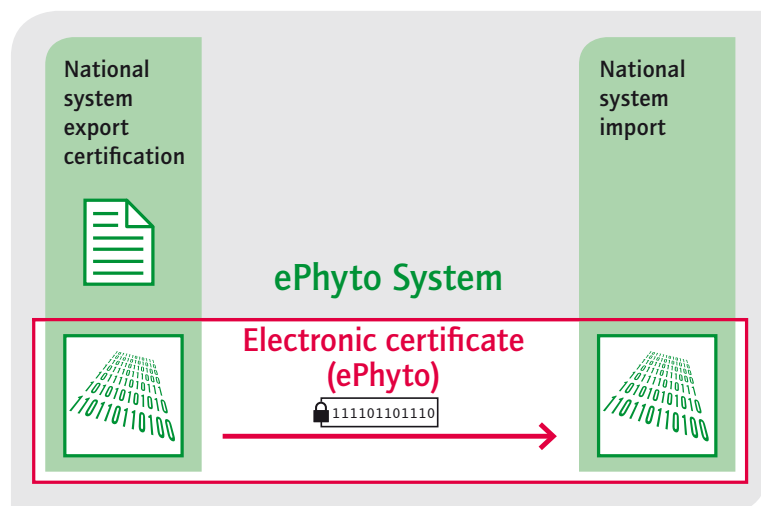 National
system
export
certification
National
system
import
ePhyto System
Electronic certificate
(ePhyto)
111101101110